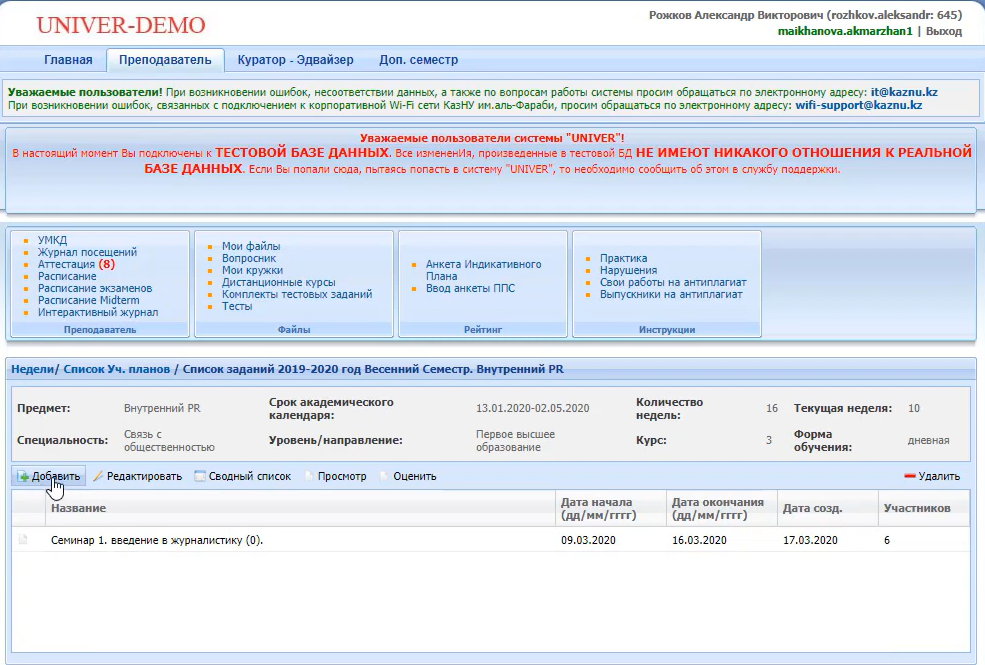 UNIVER-DEMO
Рожков Александр Викторович (rozhkov.aleksandr: 645)
maikhanova.akmarzhan1 | Выход
Главная Преподаватель Куратор - Эдвайзер Доп. семестр
Уважаемые пользователи! При возникновении ошибок, несоответствии данных, а также по вопросам работы системы просим обращаться по электронному адресу: it@kaznu.kz
При возникновении ошибок, связанных с подключением к корпоративной Wi-Fi сети КазНУ им.аль-Фараби, просим обращаться по электронному адресу: wifi-support@kaznu.kz
Уважаемые пользователи системы "UNIVER"!
В настоящий момент Вы подключены к ТЕСТОВОЙ БАЗЕ ДАННЫХ. Все измененИя, произведенные в тестовой БД НЕ ИМЕЮТ НИКАКОГО ОТНОШЕНИЯ К РЕАЛЬНОЙ
БАЗЕ ДАННЫХ. Если Вы попали сюда, пытаясь попасть в систему "UNIVER", то необходимо сообщить об этом в службу поддержки.
УМКД
Журнал посещений
Аттестация (8)
Расписание
Расписание экзаменов
Расписание Midterm
Интерактивный журнал
Преподаватель
Мои файлы
Вопросник
Мои кружки
Дистанционные курсы
Комплекты тестовых заданий
Тесты
Файлы
Анкета Индикативного
Плана
Ввод анкеты ППС
Рейтинг
Практика
Нарушения
Свои работы на антиплагиат
Выпускники на антиплагиат
Инструкции
Недели/ Список Уч. планов / Список заданий 2019-2020 год Весенний Семестр. Внутренний PR
Предмет: Внутренний PR
Срок академического
календаря: 13.01.2020-02.05.2020
Количество
недель: 16
Текущая неделя: 10
Специальность: Связь с
общественностью
Уровень/направление: Первое высшее
образование
Курс: 3
Форма
обучения: дневная
Добавить Редактировать Сводный список Просмотр Оценить Удалить
Название
Дата начала
(дд/мм/гггг)
Дата окончания
(дд/мм/гггг)
Дата созд.
Участников
Семинар 1. введение в журналистику (0). 09.03.2020 16.03.2020 17.03.2020 6